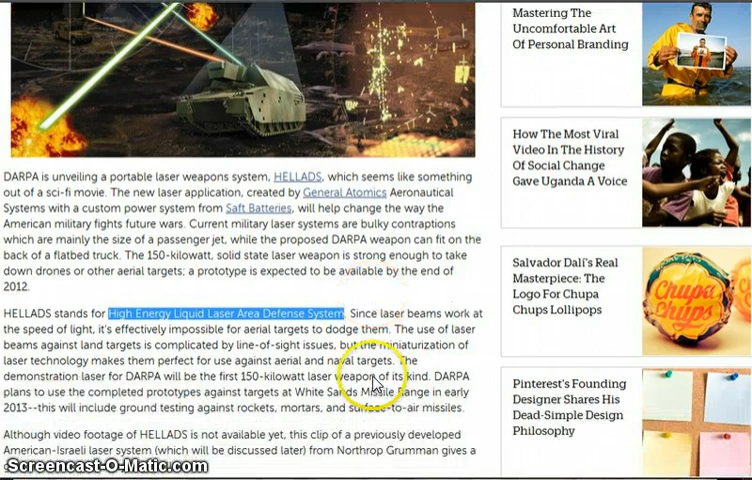 DARPA is unveiling a portable laser weapons system, HELLADS, which seems like something
out of a sci-fi movie. The new laser application, created by General Atomics Aeronautical
Systems with a custom power system from Saft Batteries, will help change the way the
American military fights future wars. Current military laser systems are bulky contraptions
which are mainly the size of a passenger jet, while the proposed DARPA weapon can fit on the
back of a flatbed truck. The 150-kilowatt, solid state laser weapon is strong enough to take
down drones or other aerial targets; a prototype is expected to be available by the end of
2012.
HELLADS stands for High Energy Liquid Laser Area Defense System. Since laser beams work at
the speed of light, it's effectively impossible for aerial targets to dodge them. The use of laser
beams against land targets is complicated by line-of-sight issues, but the miniaturization of
laser technology makes them perfect for use against aerial and naval targets. The
demonstration laser for DARPA will be the first 150-kilowatt laser weapon of its kind. DARPA
plans to use the completed prototypes against targets at White Sands Missile Range in early
2013--this will include ground testing against rockets, mortars, and surface-to-air missiles.
Although video footage of HELLADS is not available yet, this clip of a previously developed
American-Israeli laser system (which will be discussed later) from Northrop Grumman gives a
Screencast-O-Matic.com
Mastering The
Uncomfortable Art
Of Personal Branding
How The Most Viral
Video In The History
Of Social Change
Gave Uganda A Voice
Salvador Dalí's Real
Masterpiece: The
Logo For Chupa
Chups Lollipops
Chupa
Chups
Pinterest's Founding
Designer Shares His
Dead-Simple Design
Philosophy